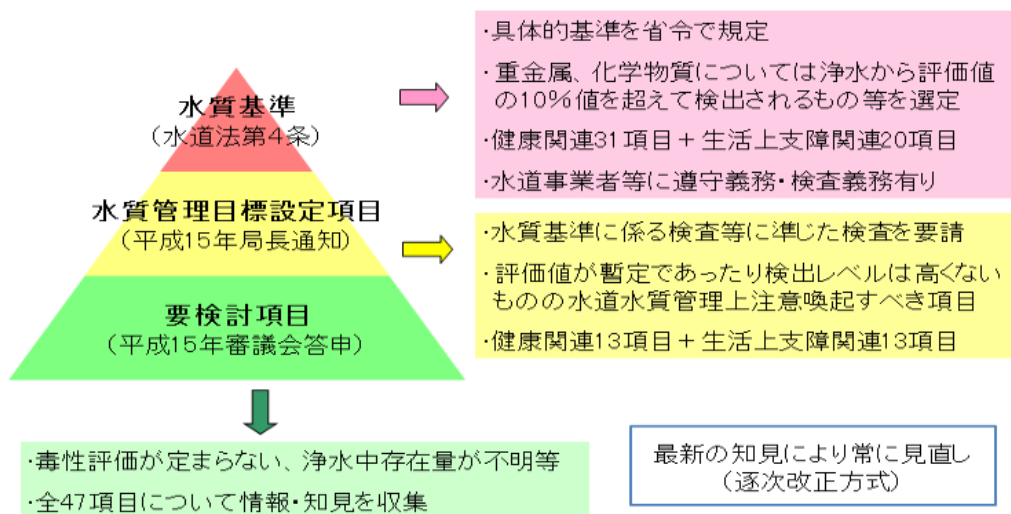 水質基準
(水道法第4条)
水質管理目標設定項目
(平成15年局長通知)
要検討項目
(平成15年審議会答申)
・具体的基準を省令で規定
・重金属、化学物質については浄水から評価値
の10%値を超えて検出されるもの等を選定
・健康関連31項目+生活上支障関連20項目
・水道事業者等に遵守義務・検査義務有り
・水質基準に係る検査等に準じた検査を要請
・評価値が暫定であったり検出レベルは高くない
ものの水道水質管理上注意喚起すべき項目
・健康関連13項目+生活上支障関連13項目
・毒性評価が定まらない、浄水中存在量が不明等
・全47項目について情報・知見を収集
最新の知見により常に見直し
(逐次改正方式)